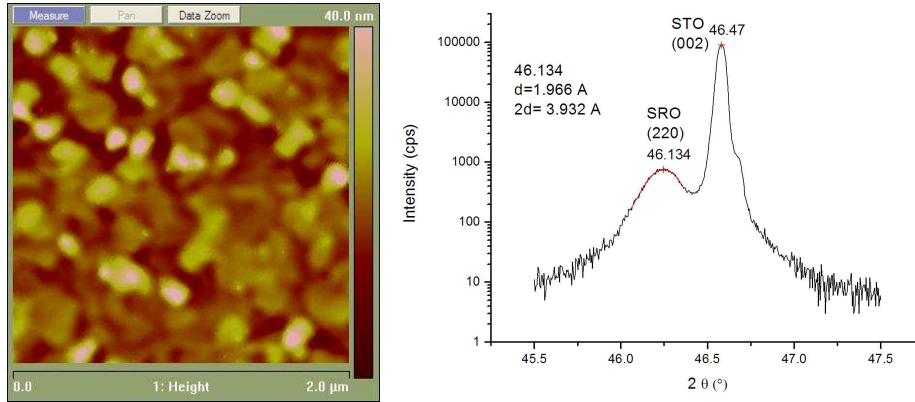 Measure Pan Data Zoom 40.0 nm
0.0 1: Height 2.0 µm
STO
(002)
46.47
46.134
d=1.966 A
2d= 3.932 A
SRO
(220)
46.134
Intensity (cps)
100000
10000
1000
100
10
1
45.5 46.0 46.5 47.0 47.5
2 θ (°)